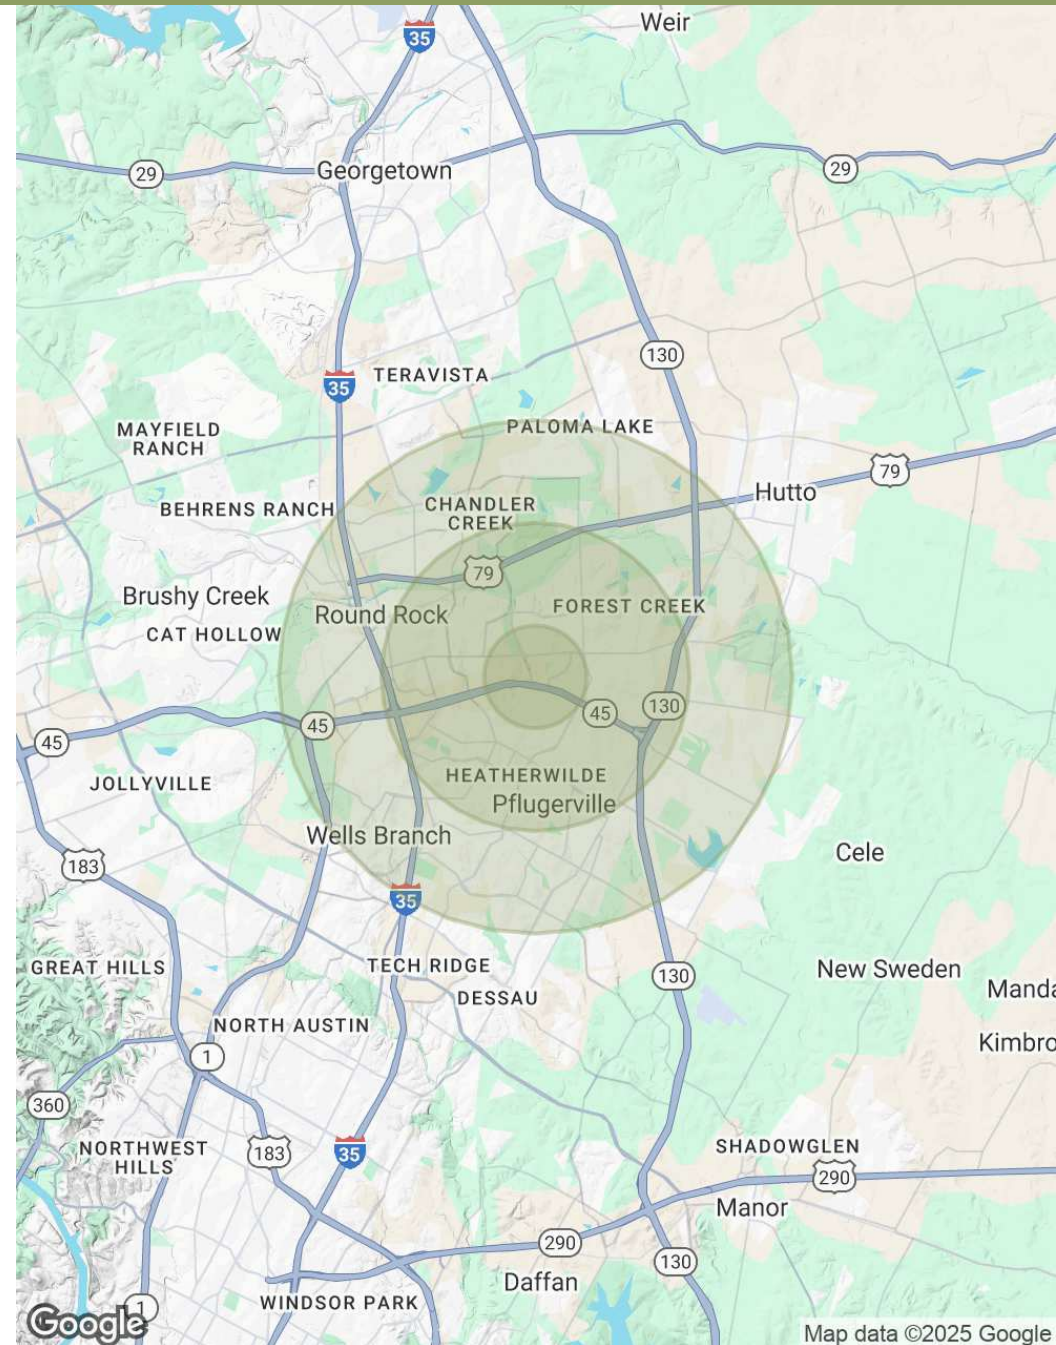 Weir
35
29
Georgetown
29
130
TERAVISTA
35
MAYFIELD
RANCH
PALOMA LAKE
79
Hutto
BEHRENS RANCH
CHANDLER
CREEK
79
Brushy Creek
FOREST CREEK
Round Rock
CAT HOLLOW
130
45
45
45
JOLLYVILLE
HEATHERWILDE
Pflugerville
Wells Branch
183
Cele
35
GREAT HILLS
TECH RIDGE
New Sweden
130
DESSAU
Manda
NORTH AUSTIN
Kimbro
1
360
NORTHWEST
HILLS
183
35
SHADOWGLEN
290
Manor
290
130
Daffan
WINDSOR PARK
1
Google
Map data ©2025 Google